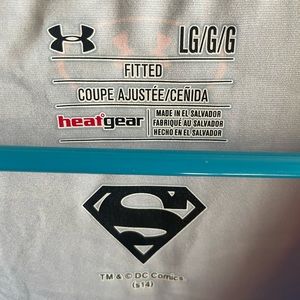 LG/G/G
FITTED
COUPE AJUSTÉE/CEÑIDA
heatgear
MADE IN EL SALVADOR
FABRIQUÉ AU SALVADOR
HECHO EN EL SALVADOR
S
TM & © DC Comics.
(s14)